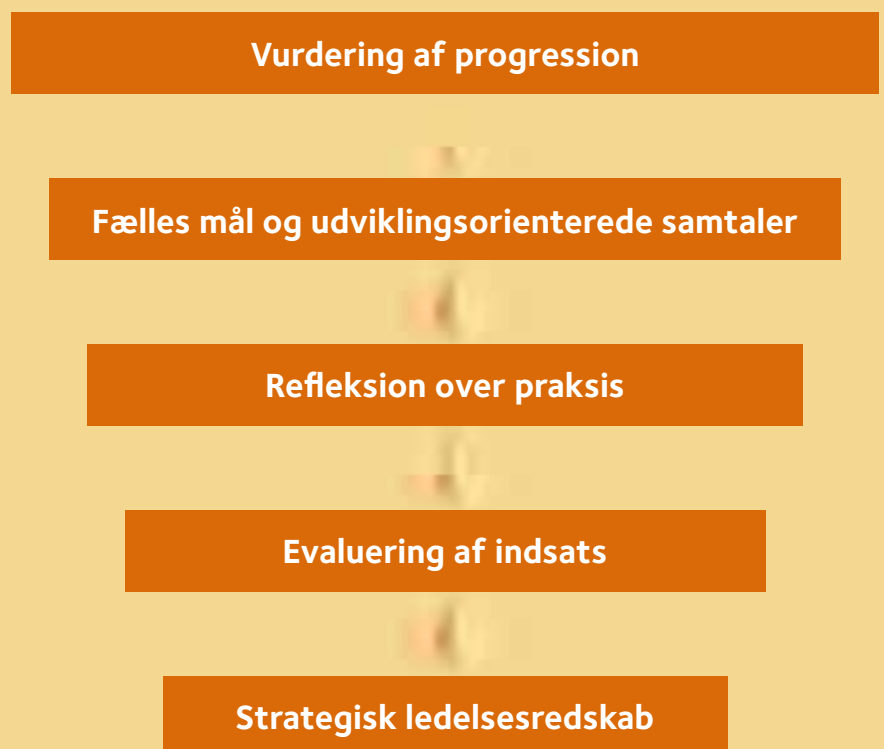 Vurdering af progression
Fælles mål og udviklingsorienterede samtaler
Refleksion over praksis
Evaluering af indsats
Strategisk ledelsesredskab